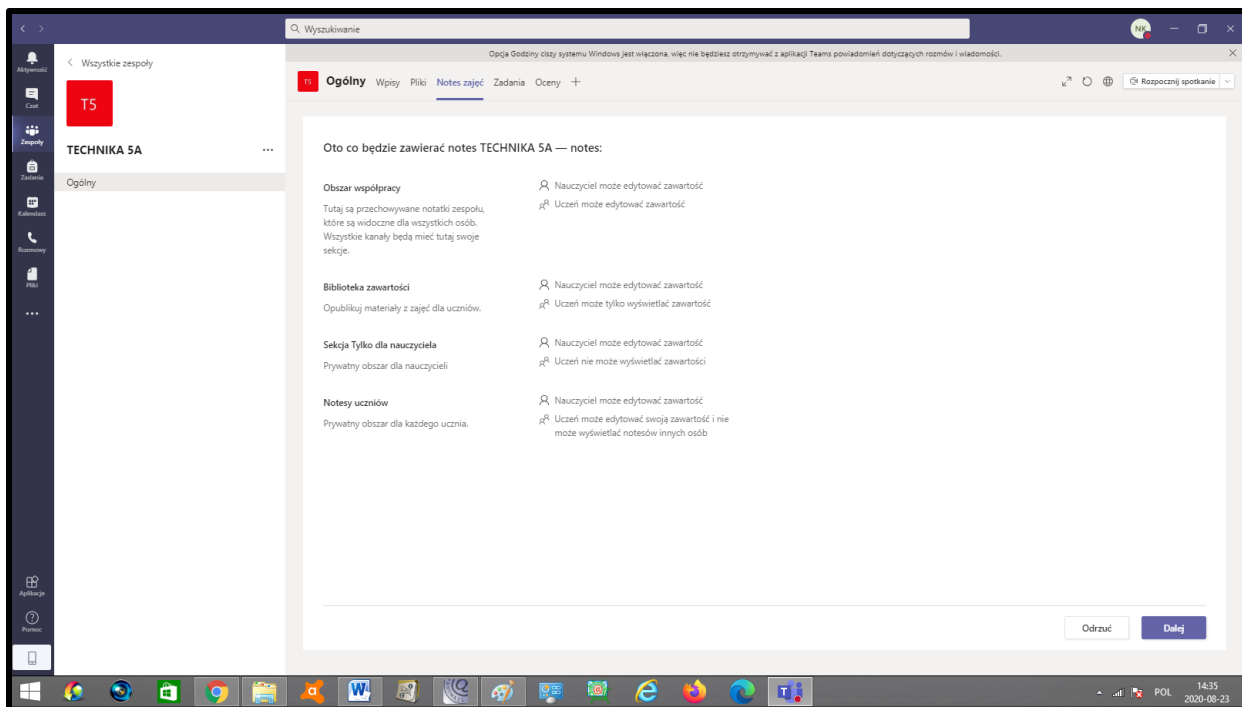 Wyszukiwanie
NK
Opcja Godziny ciszy systemu Windows jest włączona, więc nie będziesz otrzymywać z aplikacji Teams powiadomień dotyczących rozmów i wiadomości.
Aktywność
Czat
Zespoły
Zadania
Kalendarz
Rozmowy
Pliki
Aplikacje
Pomoc
Wszystkie zespoły
T5
TECHNIKA 5A
Ogólny
T5 Ogólny Wpisy Pliki Notes zajęć Zadania Oceny
Rozpocznij spotkanie
Oto co będzie zawierać notes TECHNIKA 5A — notes:
Obszar współpracy
Tutaj są przechowywane notatki zespołu,
które są widoczne dla wszystkich osób.
Wszystkie kanały będą mieć tutaj swoje
sekcje.
Nauczyciel może edytować zawartość
Uczeń może edytować zawartość
Biblioteka zawartości
Opublikuj materiały z zajęć dla uczniów.
Nauczyciel może edytować zawartość
Uczeń może tylko wyświetlać zawartość
Sekcja Tylko dla nauczyciela
Prywatny obszar dla nauczycieli
Nauczyciel może edytować zawartość
Uczeń nie może wyświetlać zawartości
Notesy uczniów
Prywatny obszar dla każdego ucznia.
Nauczyciel może edytować zawartość
Uczeń może edytować swoją zawartość i nie
może wyświetlać notesów innych osób
Odrzuć
Dalej
POL
14:35
2020-08-23